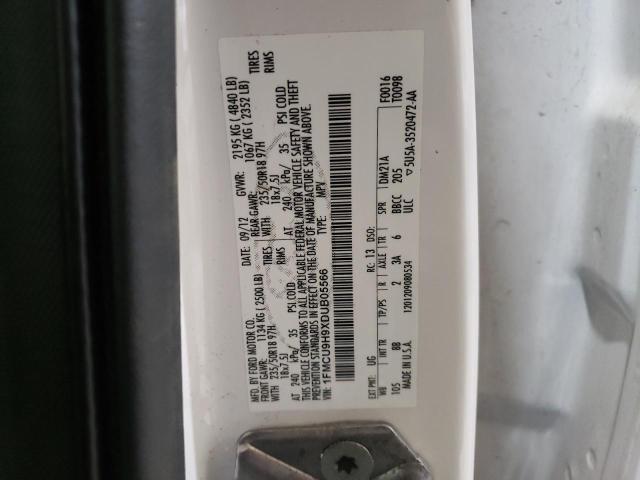 MFD. BY FORD MOTOR CO.
DATE: 09/12 GVWR: 2195 KG ( 4840 LB)
FRONT GAWR: 1134 KG ( 2500 LB) REAR GAWR: 1067 KG ( 2352 LB)
WITH 235/50R18 97H TIRES WITH 235/50R18 97H TIRES
18x7.5J RIMS 18x7.5J RIMS
AT 240 kPa/ 35 PSI COLD AT 240 kPa/ 35 PSI COLD
THIS VEHICLE CONFORMS TO ALL APPLICABLE FEDERAL MOTOR VEHICLE SAFETY AND THEFT
PREVENTION STANDARDS IN EFFECT ON THE DATE OF MANUFACTURE SHOWN ABOVE.
VIN: 1FMCU9H9XDUB05566 TYPE: MPV
F0016
T0098
EXT PNT: UG RC: 13 DSO:
WB INT TR TP/PS R AXLE TR SPR DM21A
105 BB 2 3A 6 BBCC 205
MADE IN U.S.A. 1201209080534 ULC ▽5U5A-3520472-AA